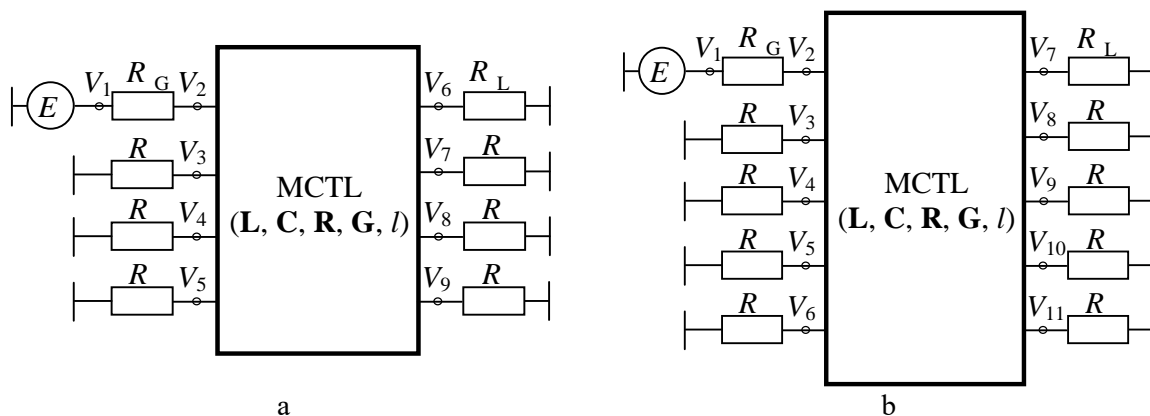 E V1 RG V2 V6 RL
R V3 V7 R
R V4 V8 R
R V5 V9 R
MCTL
(L, C, R, G, l)
a
E V1 RG V2 V7 RL
R V3 V8 R
R V4 V9 R
R V5 V10 R
R V6 V11 R
MCTL
(L, C, R, G, l)
b